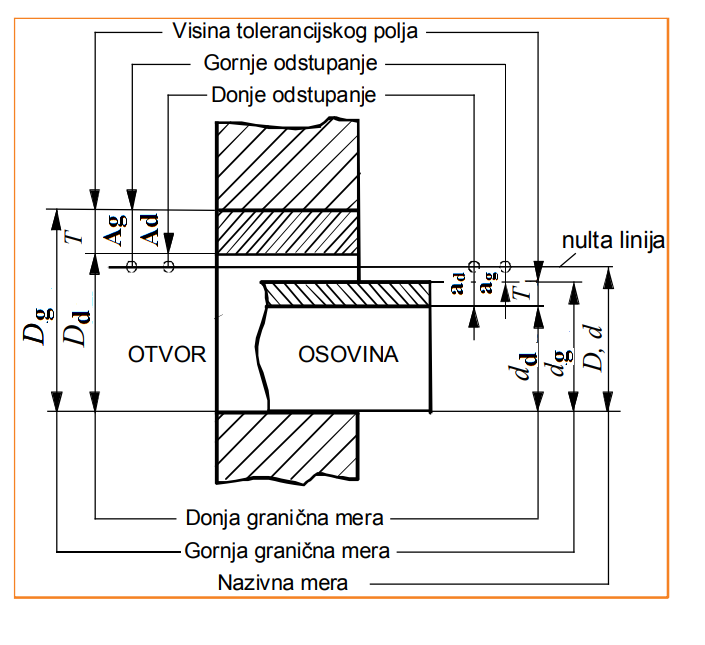 Visina tolerancijskog polja
Gornje odstupanje
Donje odstupanje
T
Ag
Ad
nulta linija
ad
ag
T
Dg
Dd
OTVOR
OSOVINA
dd
dg
D, d
Donja granična mera
Gornja granična mera
Nazivna mera